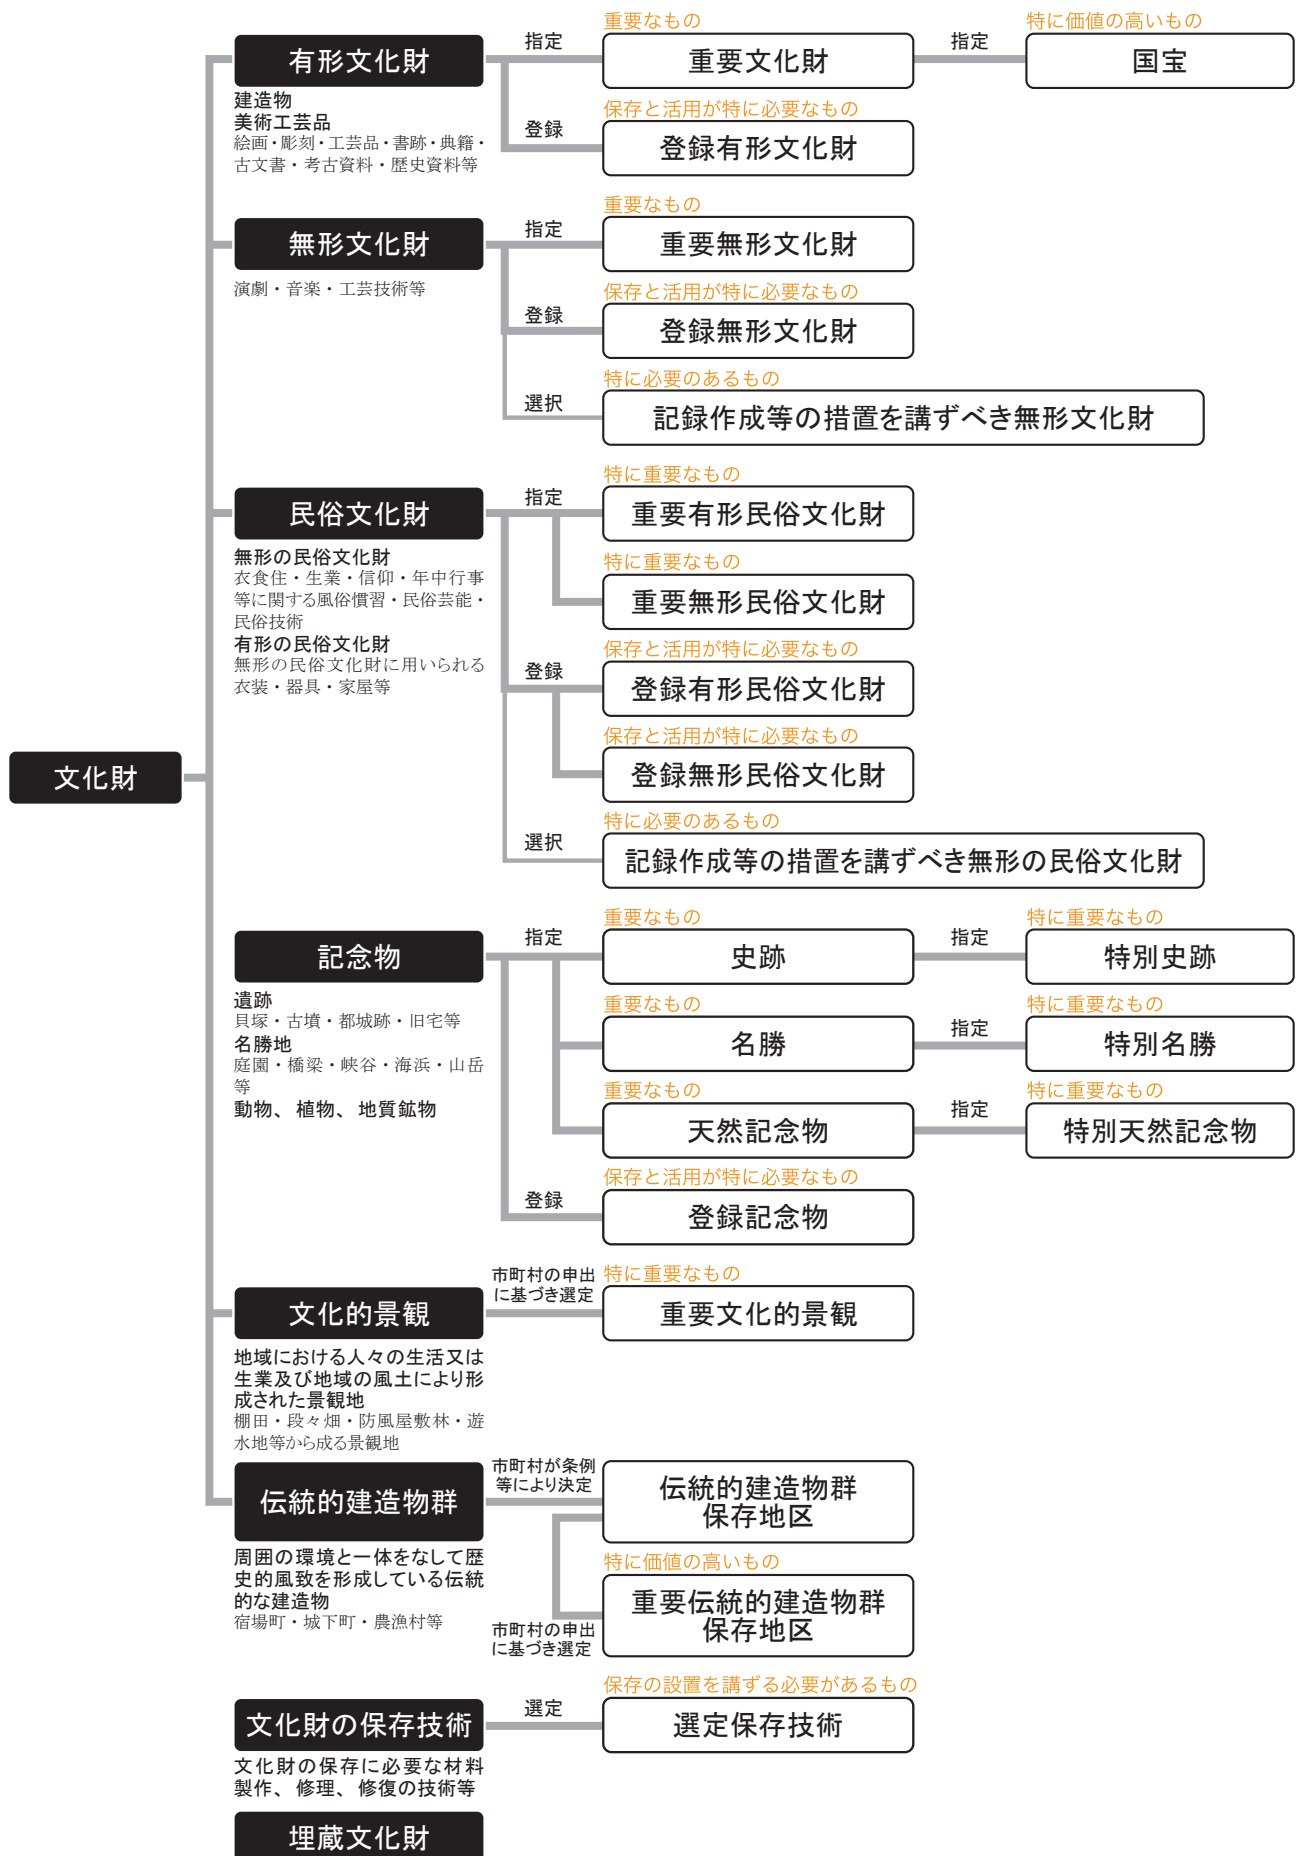 文化財
有形文化財
建造物
美術工芸品
絵画・彫刻・工芸品・書跡・典籍・
古文書・考古資料・歴史資料等
指定
重要なもの
重要文化財
指定
特に価値の高いもの
国宝
登録
保存と活用が特に必要なもの
登録有形文化財
無形文化財
演劇・音楽・工芸技術等
指定
重要なもの
重要無形文化財
登録
保存と活用が特に必要なもの
登録無形文化財
選択
特に必要のあるもの
記録作成等の措置を講ずべき無形文化財
民俗文化財
無形の民俗文化財
衣食住・生業・信仰・年中行事
等に関する風俗慣習・民俗芸能・
民俗技術
有形の民俗文化財
無形の民俗文化財に用いられる
衣装・器具・家屋等
指定
特に重要なもの
重要有形民俗文化財
特に重要なもの
重要無形民俗文化財
登録
保存と活用が特に必要なもの
登録有形民俗文化財
保存と活用が特に必要なもの
登録無形民俗文化財
選択
特に必要のあるもの
記録作成等の措置を講ずべき無形の民俗文化財
記念物
遺跡
貝塚・古墳・都城跡・旧宅等
名勝地
庭園・橋梁・峡谷・海浜・山岳
等
動物、植物、地質鉱物
指定
重要なもの
史跡
指定
特に重要なもの
特別史跡
重要なもの
名勝
指定
特に重要なもの
特別名勝
重要なもの
天然記念物
指定
特に重要なもの
特別天然記念物
登録
保存と活用が特に必要なもの
登録記念物
文化的景観
地域における人々の生活又は
生業及び地域の風土により形
成された景観地
棚田・段々畑・防風屋敷林・遊
水地等から成る景観地
市町村の申出
に基づき選定
特に重要なもの
重要文化的景観
伝統的建造物群
周囲の環境と一体をなして歴
史的風致を形成している伝統
的な建造物
宿場町・城下町・農漁村等
市町村が条例
等により決定
伝統的建造物群
保存地区
市町村の申出
に基づき選定
特に価値の高いもの
重要伝統的建造物群
保存地区
文化財の保存技術
文化財の保存に必要な材料
製作、修理、修復の技術等
選定
保存の設置を講ずる必要があるもの
選定保存技術
埋蔵文化財